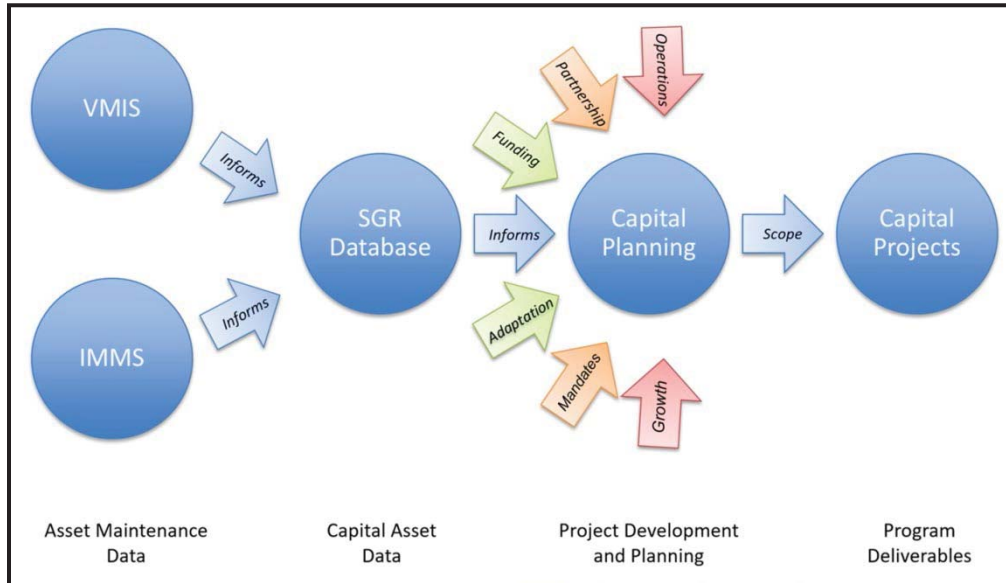 VMIS
IMMS
Informs
Informs
SGR
Database
Informs
Funding
Partnership
Operations
Adaptation
Mandates
Growth
Capital
Planning
Scope
Capital
Projects
Asset Maintenance
Data
Capital Asset
Data
Project Development
and Planning
Program
Deliverables